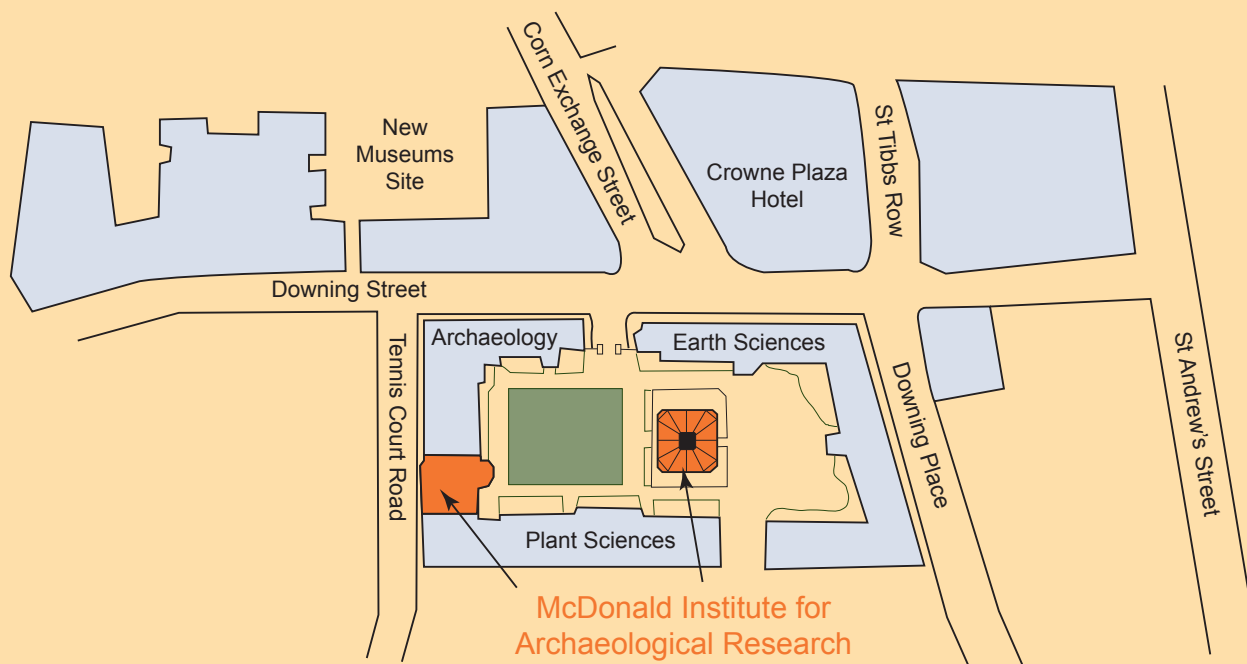 Corn Exchange Street
New
Museums
Site
Crowne Plaza
Hotel
St Tibbs Row
Downing Street
Archaeology
Earth Sciences
Tennis Court Road
Downing Place
St Andrew's Street
Plant Sciences
McDonald Institute for
Archaeological Research